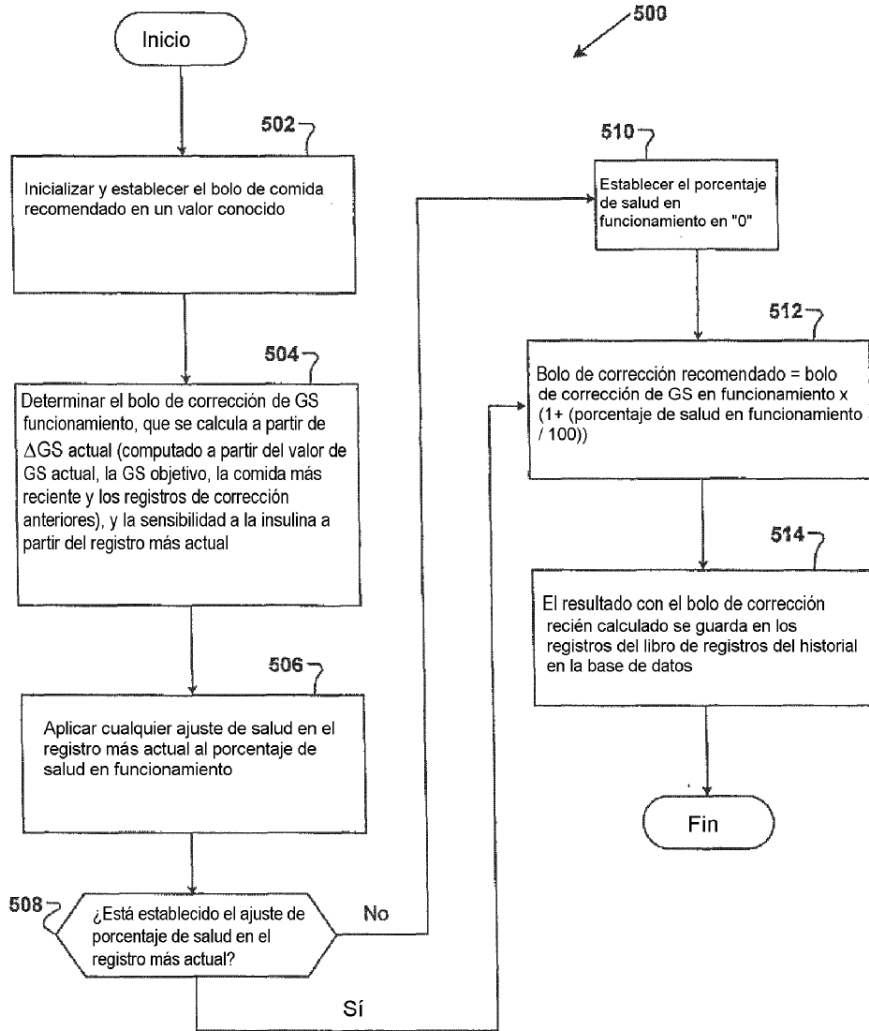 Inicio
500
502
Inicializar y establecer el bolo de comida
recomendado en un valor conocido
504
Determinar el bolo de corrección de GS
funcionamiento, que se calcula a partir de
ΔGS actual (computado a partir del valor de
GS actual, la GS objetivo, la comida más
reciente y los registros de corrección
anteriores), y la sensibilidad a la insulina a
partir del registro más actual
506
Aplicar cualquier ajuste de salud en el
registro más actual al porcentaje de
salud en funcionamiento
508
¿Está establecido el ajuste de
porcentaje de salud en el
registro más actual?
No
Sí
510
Establecer el porcentaje
de salud en
funcionamiento en "0"
512
Bolo de corrección recomendado = bolo
de corrección de GS en funcionamiento x
(1+ (porcentaje de salud en funcionamiento
/ 100))
514
El resultado con el bolo de corrección
recién calculado se guarda en los
registros del libro de registros del historial
en la base de datos
Fin